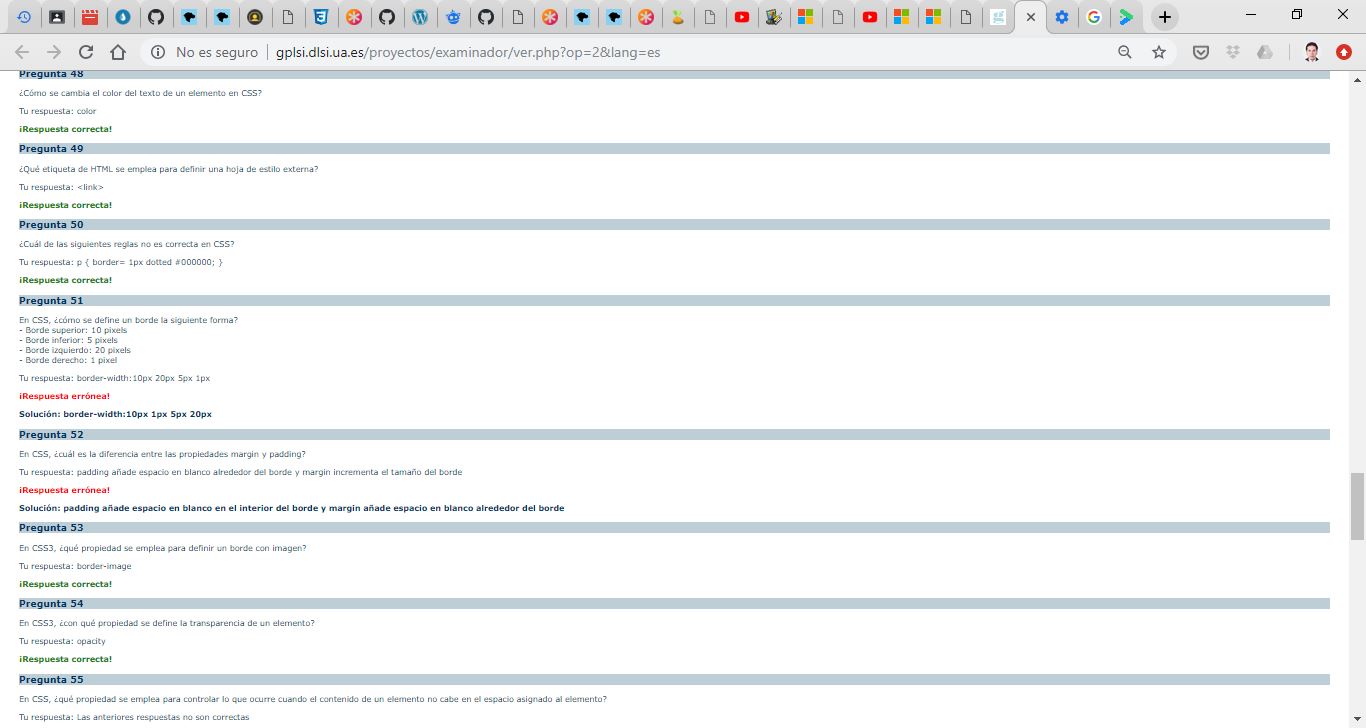 No es seguro
gplsi.dlsi.ua.es/proyectos/examinador/ver.php?op=2&lang=es
Pregunta 48
¿Cómo se cambia el color del texto de un elemento en CSS?
Tu respuesta: color
¡Respuesta correcta!
Pregunta 49
¿Qué etiqueta de HTML se emplea para definir una hoja de estilo externa?
Tu respuesta: <link>
¡Respuesta correcta!
Pregunta 50
¿Cuál de las siguientes reglas no es correcta en CSS?
Tu respuesta: p { border= 1px dotted #000000; }
¡Respuesta correcta!
Pregunta 51
En CSS, ¿cómo se define un borde la siguiente forma?
- Borde superior: 10 pixels
- Borde inferior: 5 pixels
- Borde izquierdo: 20 pixels
- Borde derecho: 1 pixel
Tu respuesta: border-width:10px 20px 5px 1px
¡Respuesta errónea!
Solución: border-width:10px 1px 5px 20px
Pregunta 52
En CSS, ¿cuál es la diferencia entre las propiedades margin y padding?
Tu respuesta: padding añade espacio en blanco alrededor del borde y margin incrementa el tamaño del borde
¡Respuesta errónea!
Solución: padding añade espacio en blanco en el interior del borde y margin añade espacio en blanco alrededor del borde
Pregunta 53
En CSS3, ¿qué propiedad se emplea para definir un borde con imagen?
Tu respuesta: border-image
¡Respuesta correcta!
Pregunta 54
En CSS3, ¿con qué propiedad se define la transparencia de un elemento?
Tu respuesta: opacity
¡Respuesta correcta!
Pregunta 55
En CSS, ¿qué propiedad se emplea para controlar lo que ocurre cuando el contenido de un elemento no cabe en el espacio asignado al elemento?
Tu respuesta: Las anteriores respuestas no son correctas